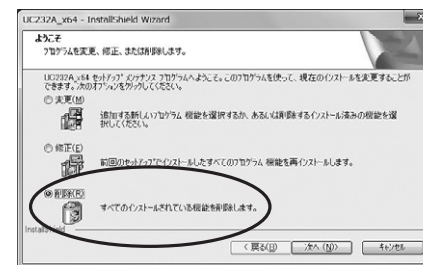 UC232A_x64 - InstallShield Wizard
ようこそ
プログラムを変更、修正、または削除します。
UC232A_x64 セットアップ メンテナンス プログラムへようこそ。このプログラムを使って、現在のインストールを変更することが
できます。次のオプションをクリックしてください。
変更(M)
追加する新しいプログラム 機能を選択するか、あるいは削除するインストール済みの機能を選
択してください。
修正(E)
前回のセットアップでインストールしたすべてのプログラム 機能を再インストールします。
削除(R)
すべてのインストールされている機能を削除します。
InstallShield
< 戻る(B)
次へ (N)>
キャンセル